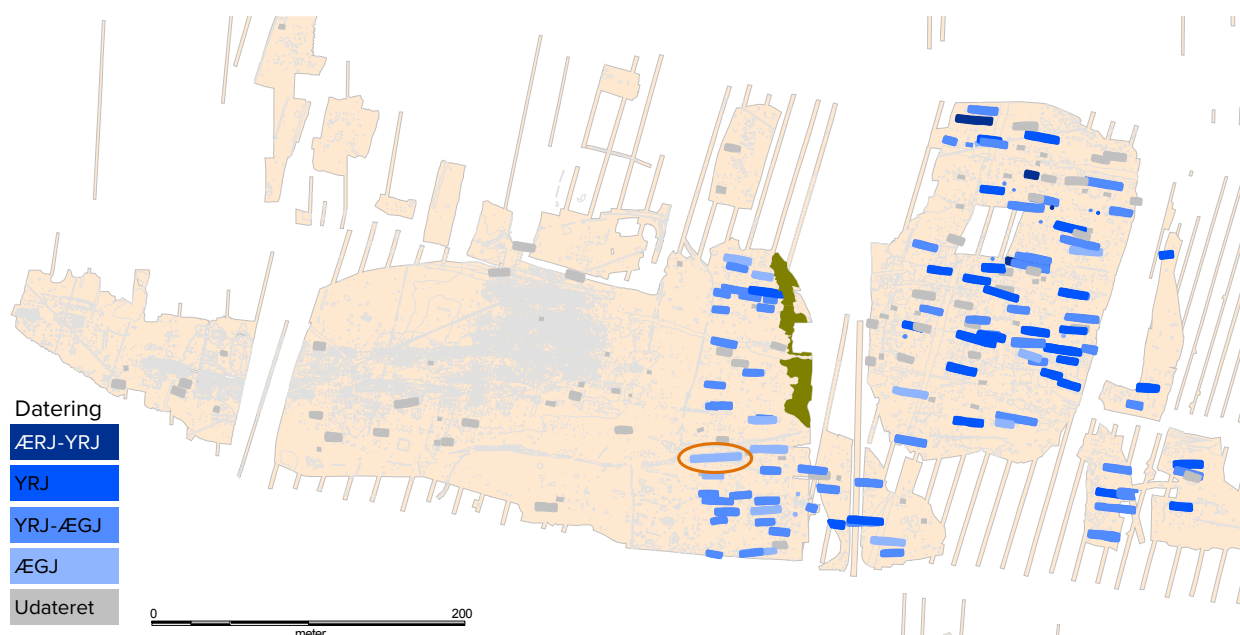 Datering
ÆRJ-YRJ
YRJ
YRJ-ÆGJ
ÆGJ
Udateret
0 200
meter